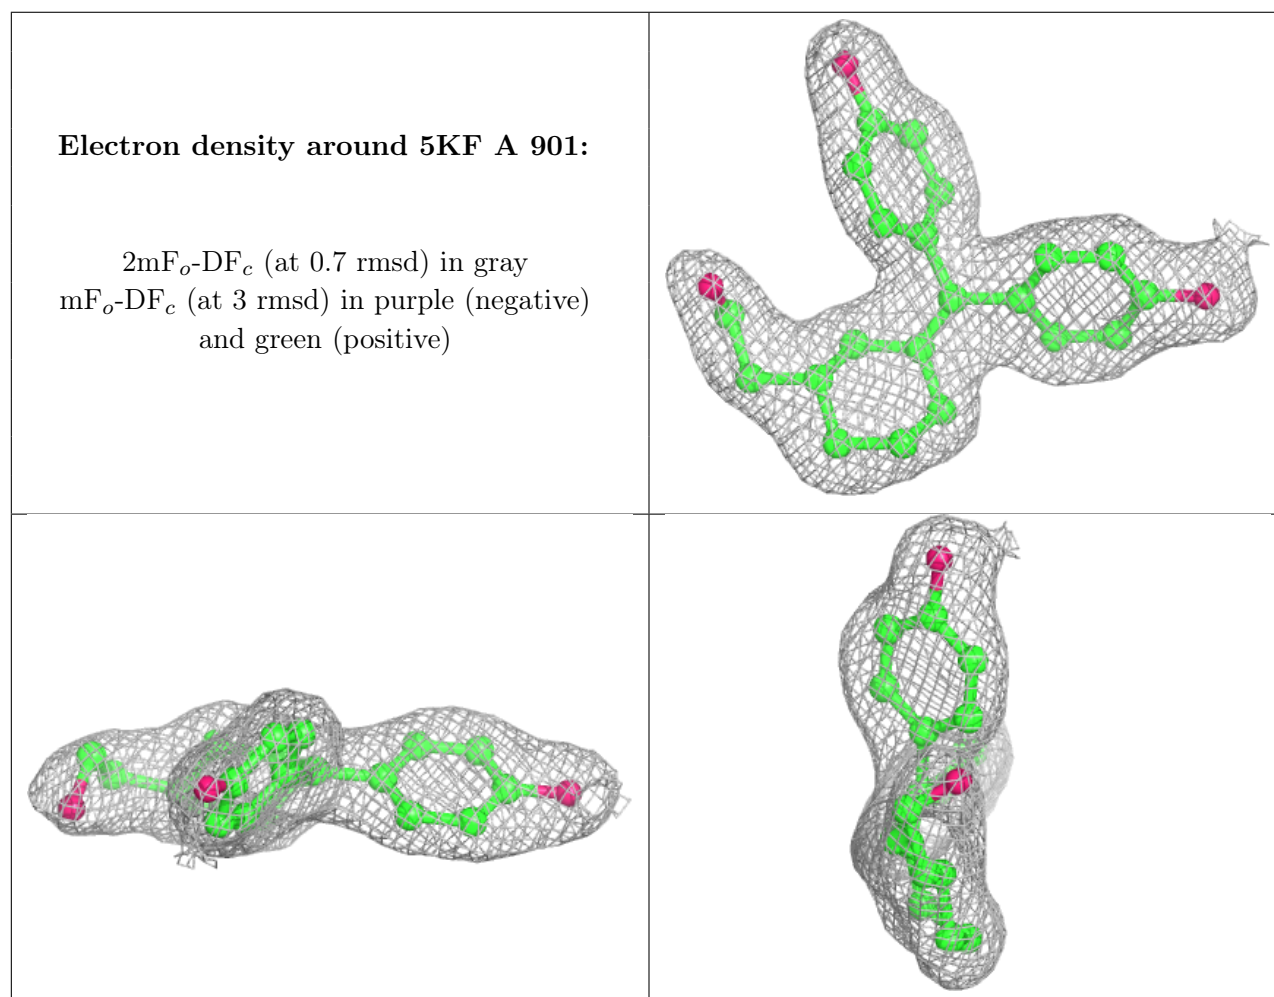 Electron density around 5KF A 901:
2mFₒ-DF𝒸 (at 0.7 rmsd) in gray
mFₒ-DF𝒸 (at 3 rmsd) in purple (negative)
and green (positive)